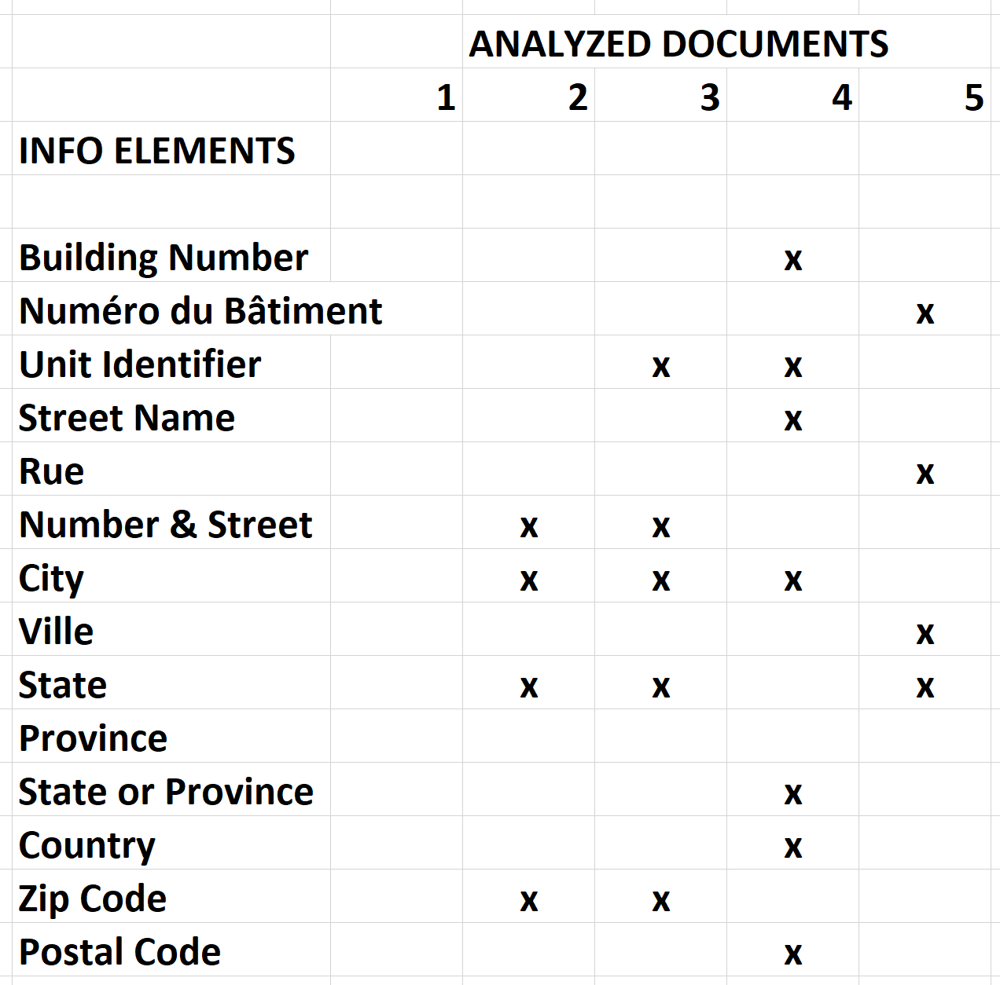 ANALYZED DOCUMENTS
1 2 3 4 5
INFO ELEMENTS
Building Number x
Numéro du Bâtiment x
Unit Identifier x x
Street Name x
Rue x
Number & Street x x
City x x x
Ville x
State x x x
Province
State or Province x
Country x
Zip Code x x
Postal Code x